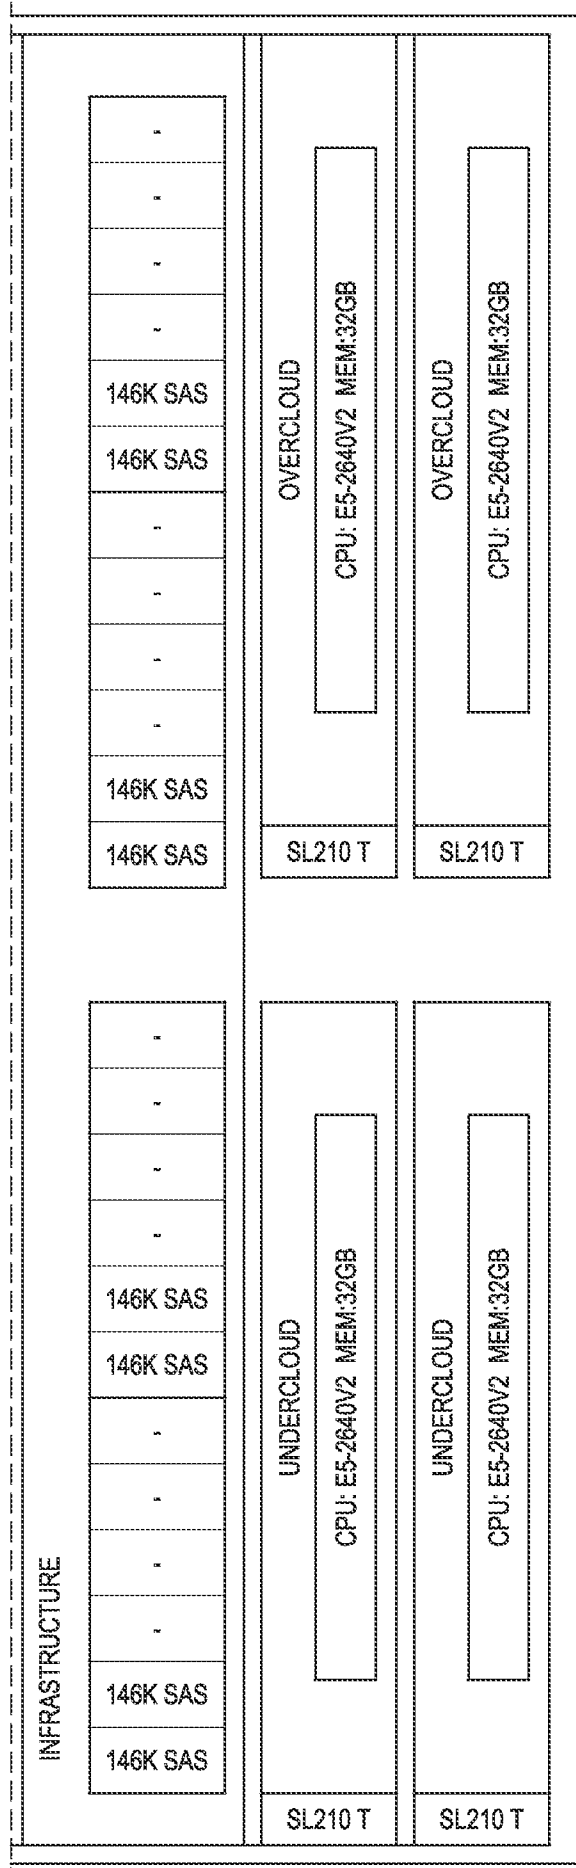 INFRASTRUCTURE
-
-
-
-
146K SAS
146K SAS
-
-
-
-
146K SAS
146K SAS
OVERCLOUD
CPU: E5-2640V2 MEM:32GB
SL210 T
OVERCLOUD
CPU: E5-2640V2 MEM:32GB
SL210 T
-
-
-
-
146K SAS
146K SAS
-
-
-
-
146K SAS
146K SAS
UNDERCLOUD
CPU: E5-2640V2 MEM:32GB
SL210 T
UNDERCLOUD
CPU: E5-2640V2 MEM:32GB
SL210 T